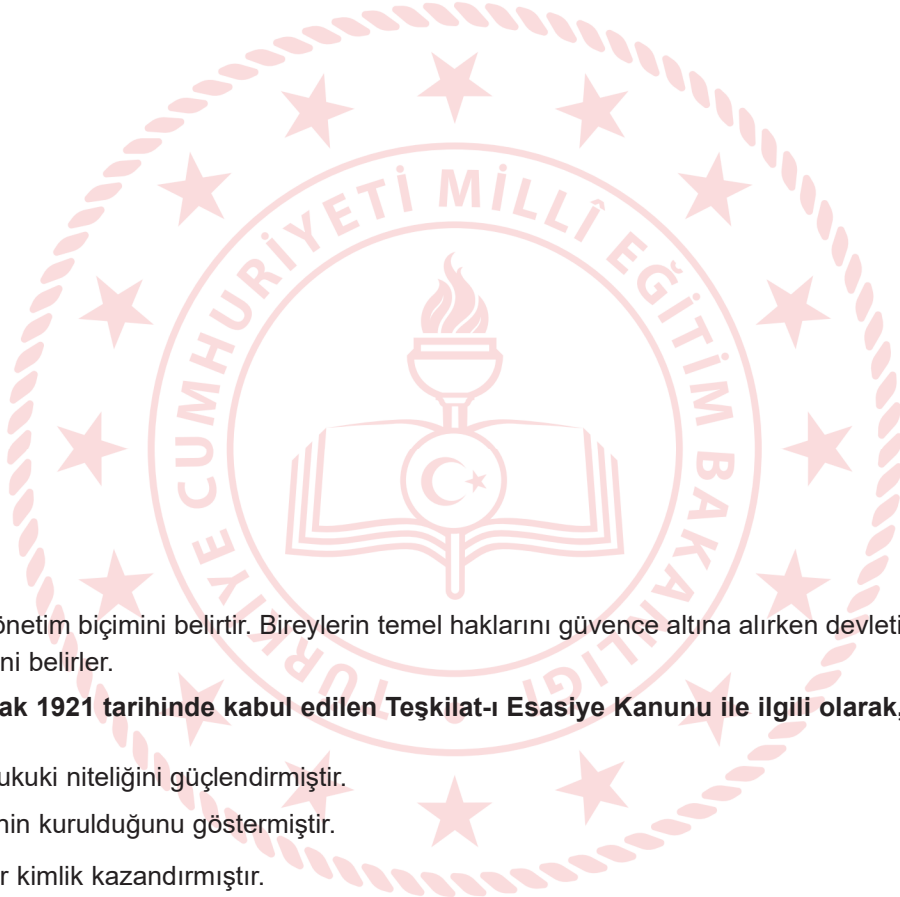 TÜRKİYE CUMHURİYETİ MİLLÎ EĞİTİM BAKANLIĞI
önetim biçimini belirtir. Bireylerin temel haklarını güvence altına alırken devleti
ni belirler.
ak 1921 tarihinde kabul edilen Teşkilat-ı Esasiye Kanunu ile ilgili olarak,
ukuki niteliğini güçlendirmiştir.
nin kurulduğunu göstermiştir.
r kimlik kazandırmıştır.